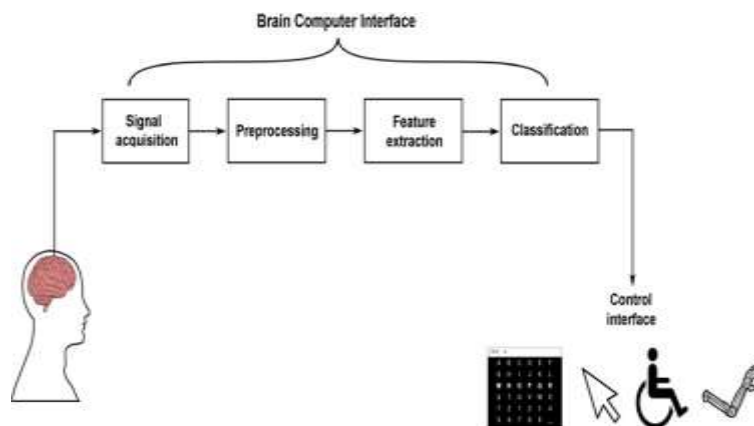 Brain Computer Interface
Signal
acquisition
Preprocessing
Feature
extraction
Classification
Control
interface